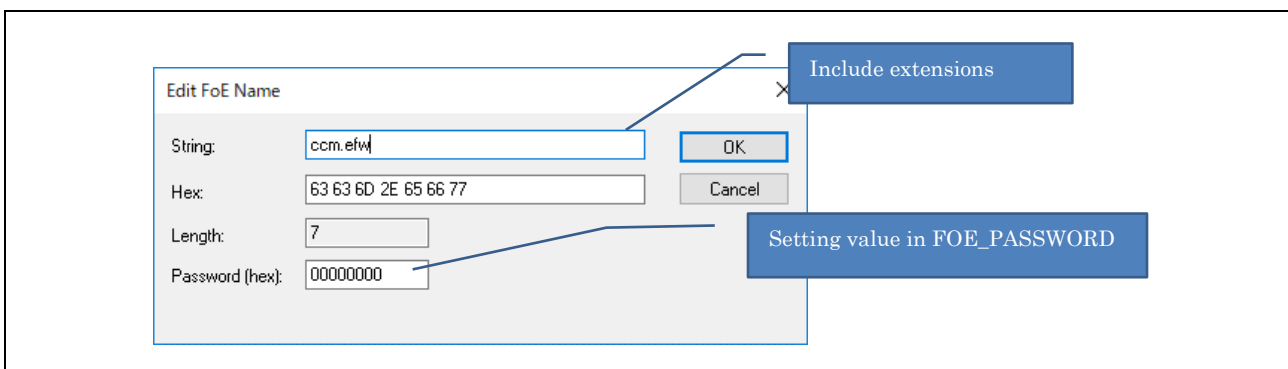 Include extensions
Edit FoE Name
String:
ccm.efw
OK
Hex:
63 63 6D 2E 65 66 77
Cancel
Length:
7
Setting value in FOE_PASSWORD
Password (hex):
00000000